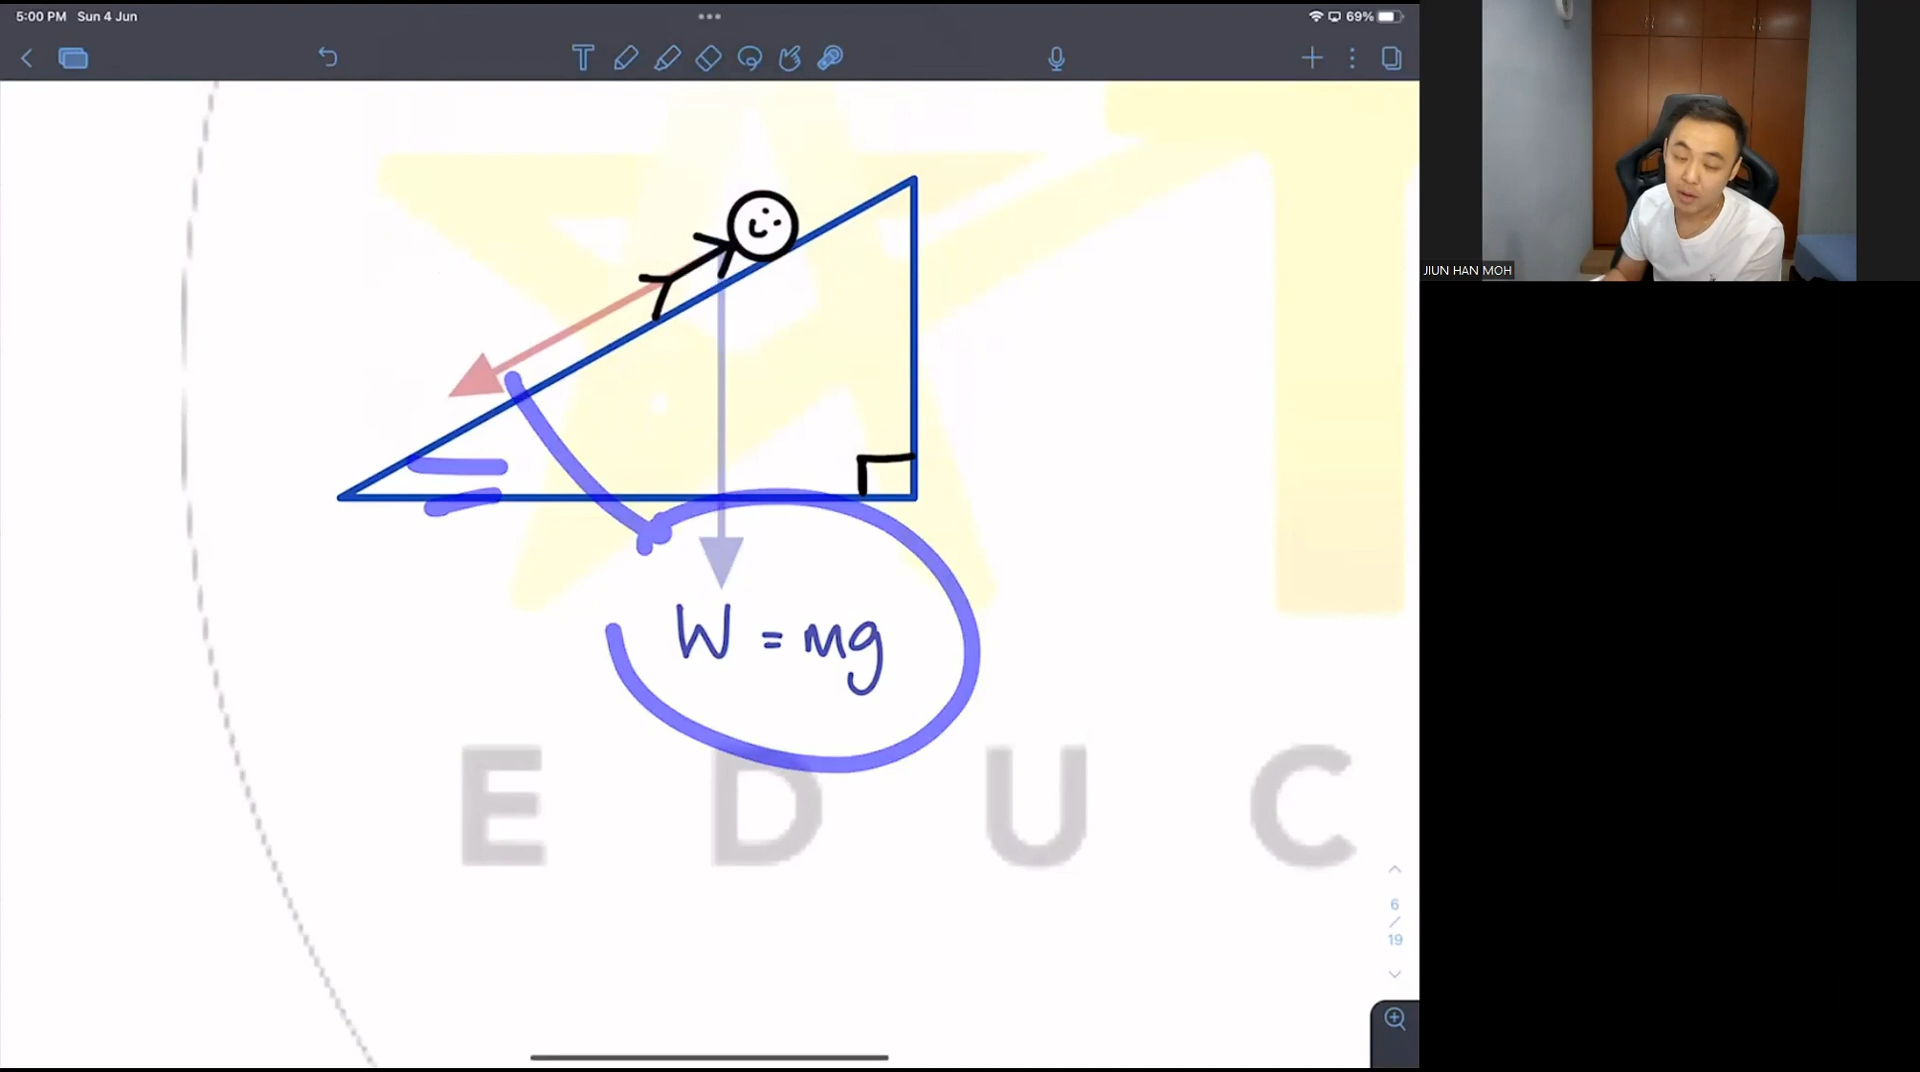 5:00 PM Sun 4 Jun
69%
T
JIUN HAN MOH
W = mg
E D U C
6
/
19